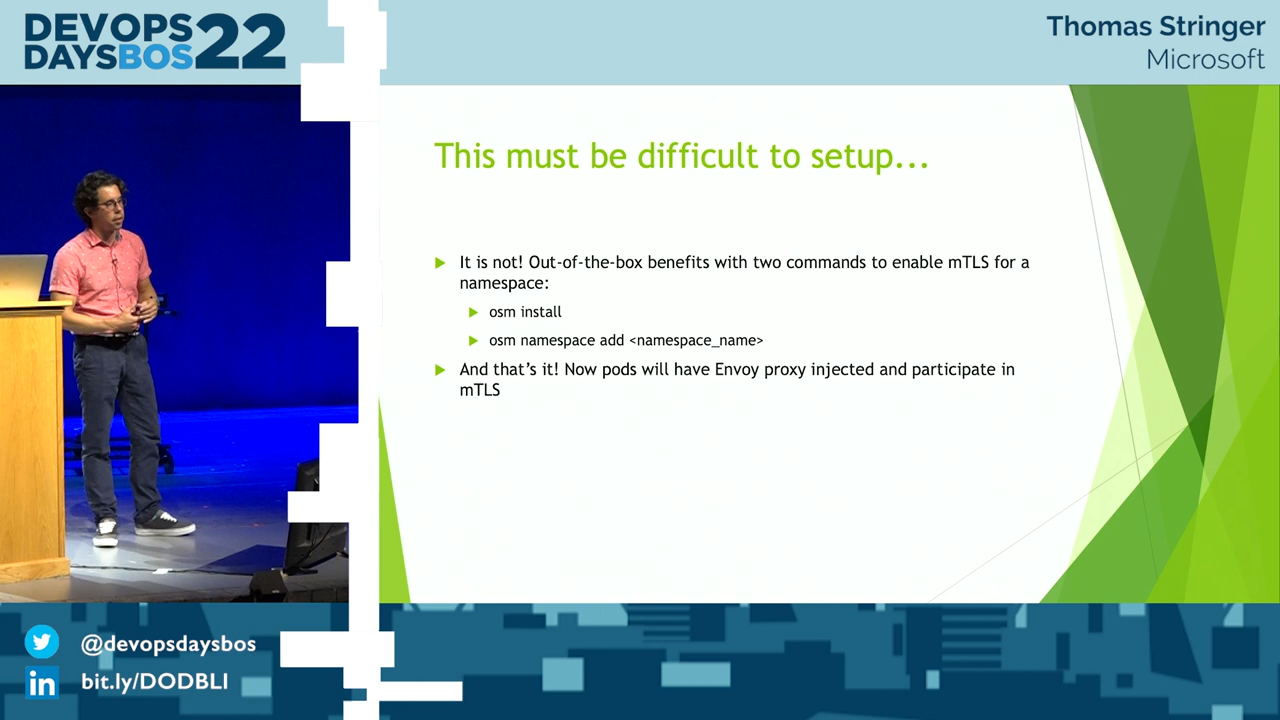 DEVOPS
DAYSBOS22
Thomas Stringer
Microsoft
This must be difficult to setup...
It is not! Out-of-the-box benefits with two commands to enable mTLS for a
namespace:
osm install
osm namespace add <namespace_name>
And that's it! Now pods will have Envoy proxy injected and participate in
mTLS
@devopsdaysbos
bit.ly/DODBLI